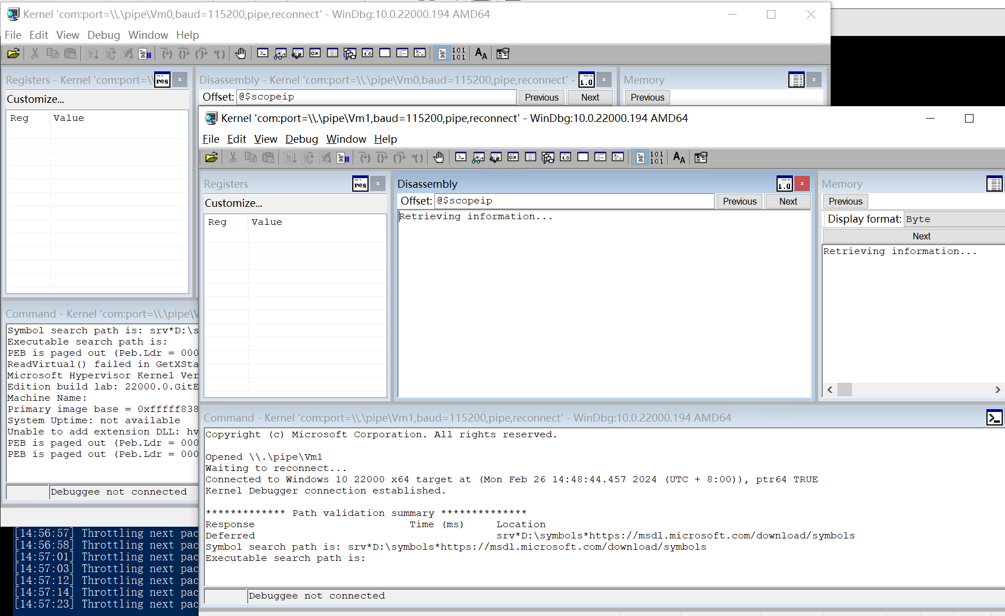 Kernel 'com:port=\\.\pipe\Vm0,baud=115200,pipe,reconnect' - WinDbg:10.0.22000.194 AMD64
File Edit View Debug Window Help
Registers - Kernel 'com:port=\\
Disassembly - Kernel 'com:port=\\.\pipe\Vm0,baud=115200,pipe,reconnect' -
Memory
Customize...
Offset: @$scopeip
Previous
Next
Previous
Reg Value
Kernel 'com:port=\\.\pipe\Vm1,baud=115200,pipe,reconnect' - WinDbg:10.0.22000.194 AMD64
File Edit View Debug Window Help
Registers
Disassembly
Memory
Customize...
Offset: @$scopeip
Previous
Next
Previous
Reg Value
Retrieving information...
Display format: Byte
Next
Retrieving information...
Command - Kernel 'com:port=\\.\pipe\V
Symbol search path is: srv*D:\s
Executable search path is:
PEB is paged out (Peb.Ldr = 000
ReadVirtual() failed in GetXSta
Microsoft Hypervisor Kernel Ver
Edition build lab: 22000.0.GitE
Machine Name:
Primary image base = 0xfffff838
System Uptime: not available
Unable to add extension DLL: hv
PEB is paged out (Peb.Ldr = 000
PEB is paged out (Peb.Ldr = 000
Debuggee not connected
Command - Kernel 'com:port=\\.\pipe\Vm1,baud=115200,pipe,reconnect' - WinDbg:10.0.22000.194 AMD64
Copyright (c) Microsoft Corporation. All rights reserved.
Opened \\.\pipe\Vm1
Waiting to reconnect...
Connected to Windows 10 22000 x64 target at (Mon Feb 26 14:48:44.457 2024 (UTC + 8:00)), ptr64 TRUE
Kernel Debugger connection established.
************* Path validation summary **************
Response Time (ms) Location
Deferred srv*D:\symbols*https://msdl.microsoft.com/download/symbols
Symbol search path is: srv*D:\symbols*https://msdl.microsoft.com/download/symbols
Executable search path is:
Debuggee not connected
[14:56:57] Throttling next pac
[14:56:58] Throttling next pac
[14:57:01] Throttling next pac
[14:57:03] Throttling next pac
[14:57:12] Throttling next pac
[14:57:14] Throttling next pac
[14:57:23] Throttling next pac